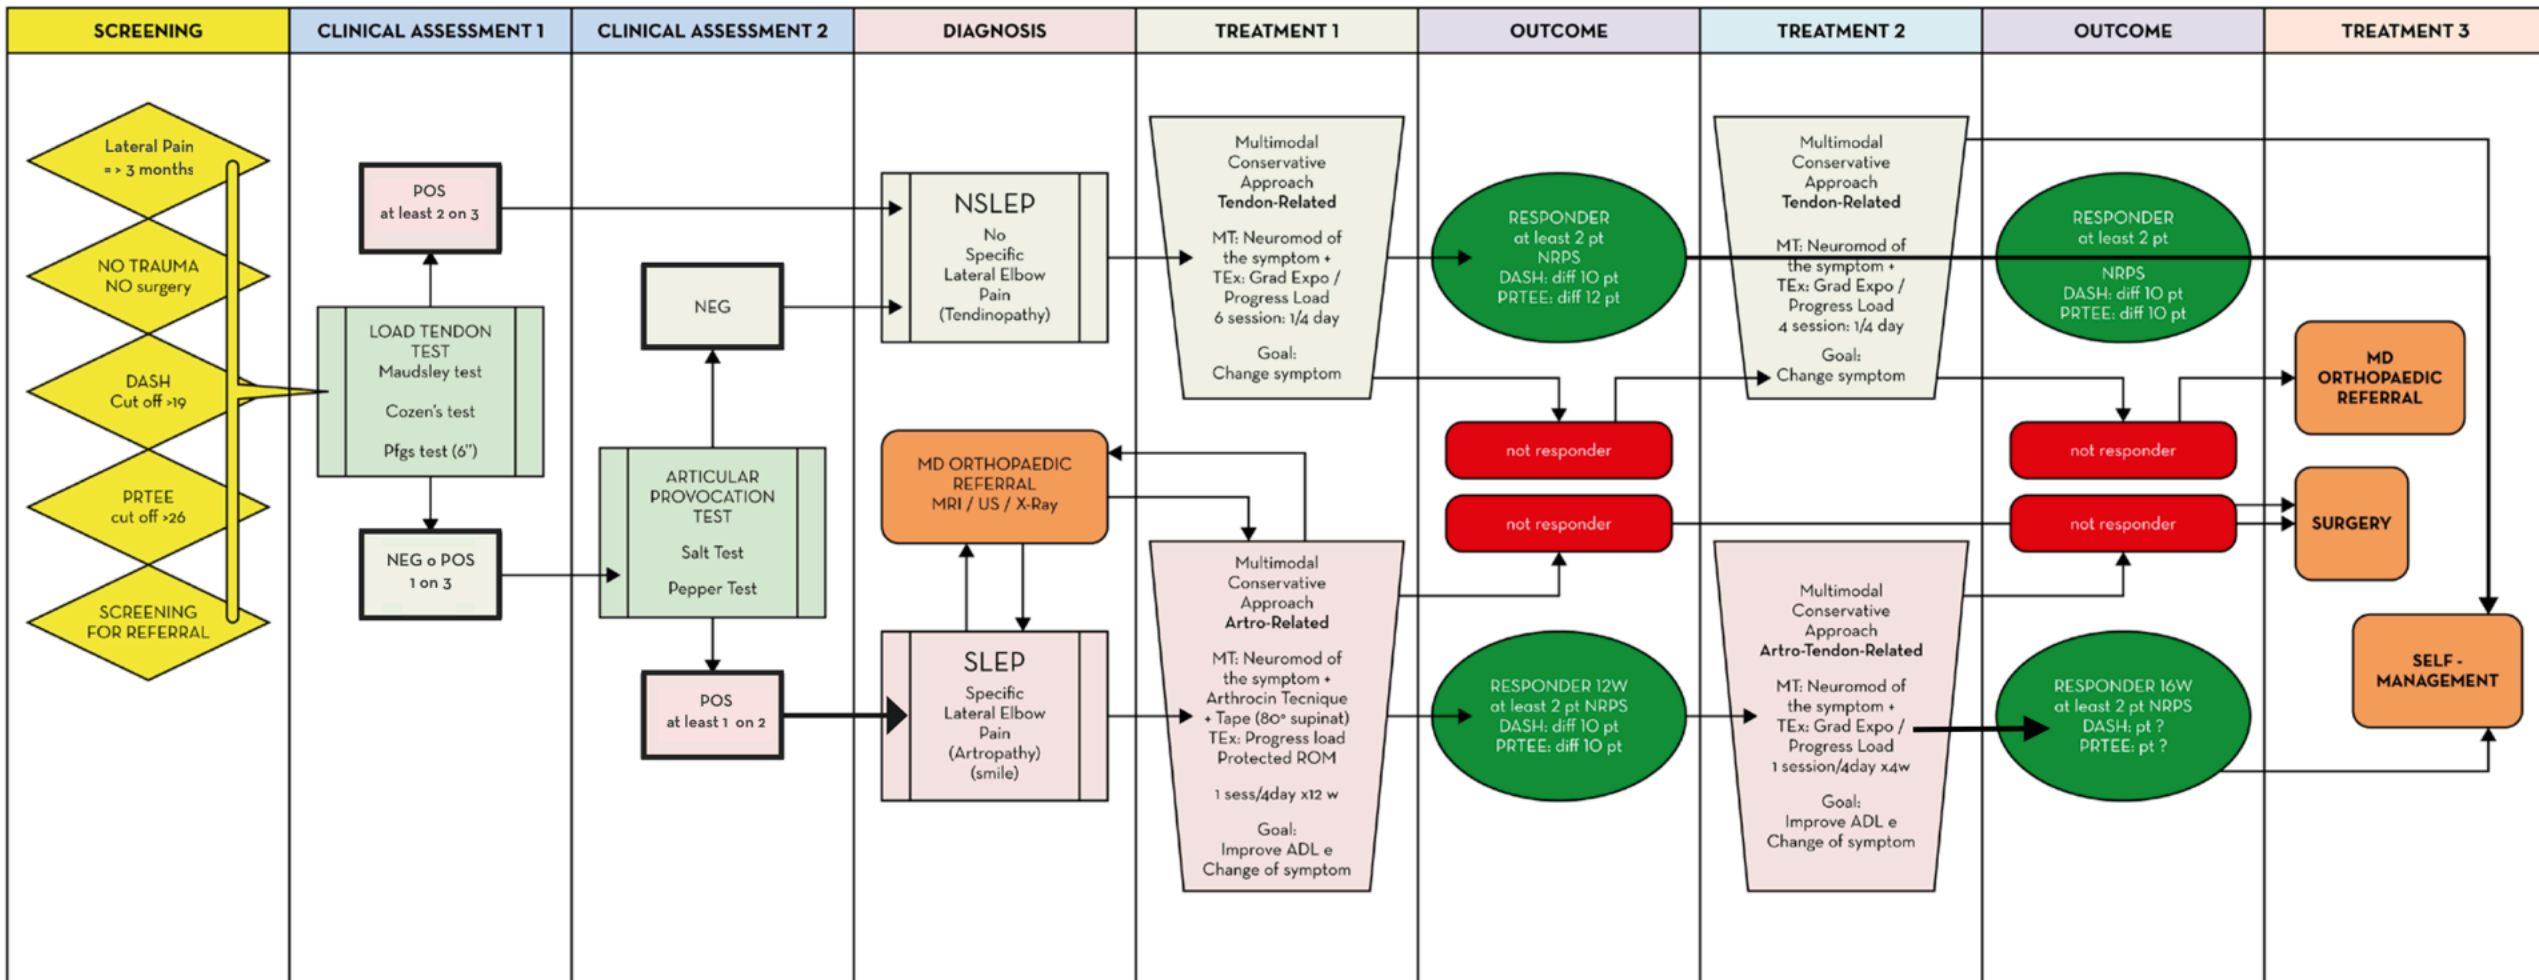 SCREENING
CLINICAL ASSESSMENT 1
CLINICAL ASSESSMENT 2
DIAGNOSIS
TREATMENT 1
OUTCOME
TREATMENT 2
OUTCOME
TREATMENT 3
Lateral Pain
=> 3 months
NO TRAUMA
NO surgery
DASH
Cut off >19
PRTEE
cut off >26
SCREENING
FOR REFERRAL
POS
at least 2 on 3
LOAD TENDON
TEST
Maudsley test
Cozen's test
Pfgs test (6")
NEG o POS
1 on 3
NEG
ARTICULAR
PROVOCATION
TEST
Salt Test
Pepper Test
POS
at least 1 on 2
NSLEP
No
Specific
Lateral Elbow
Pain
(Tendinopathy)
MD ORTHOPAEDIC
REFERRAL
MRI / US / X-Ray
SLEP
Specific
Lateral Elbow
Pain
(Artropathy)
(smile)
Multimodal
Conservative
Approach
Tendon-Related
MT: Neuromod of
the symptom +
TEx: Grad Expo /
Progress Load
6 session: 1/4 day
Goal:
Change symptom
Multimodal
Conservative
Approach
Artro-Related
MT: Neuromod of
the symptom +
Arthrocin Tecnique
+ Tape (80° supinat)
TEx: Progress load
Protected ROM
1 sess/4day x12 w
Goal:
Improve ADL e
Change of symptom
RESPONDER
at least 2 pt
NRPS
DASH: diff 10 pt
PRTEE: diff 12 pt
not responder
not responder
RESPONDER 12W
at least 2 pt NRPS
DASH: diff 10 pt
PRTEE: diff 10 pt
Multimodal
Conservative
Approach
Tendon-Related
MT: Neuromod of
the symptom +
TEx: Grad Expo /
Progress Load
4 session: 1/4 day
Goal:
Change symptom
Multimodal
Conservative
Approach
Artro-Tendon-Related
MT: Neuromod of
the symptom +
TEx: Grad Expo /
Progress Load
1 session/4day x4w
Goal:
Improve ADL e
Change of symptom
RESPONDER
at least 2 pt
NRPS
DASH: diff 10 pt
PRTEE: diff 10 pt
not responder
not responder
RESPONDER 16W
at least 2 pt NRPS
DASH: pt ?
PRTEE: pt ?
MD
ORTHOPAEDIC
REFERRAL
SURGERY
SELF -
MANAGEMENT